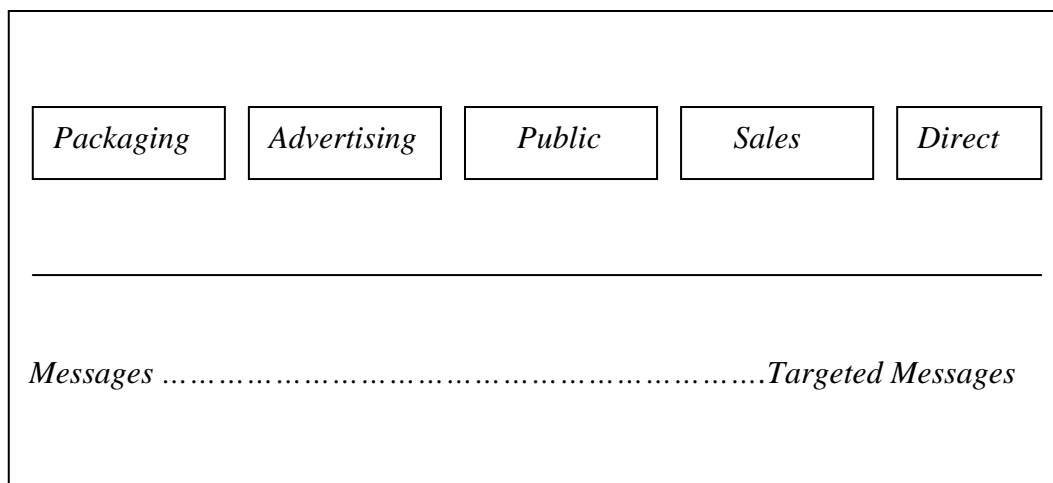 Packaging Advertising Public Sales Direct
Messages ……………………………………………………….Targeted Messages